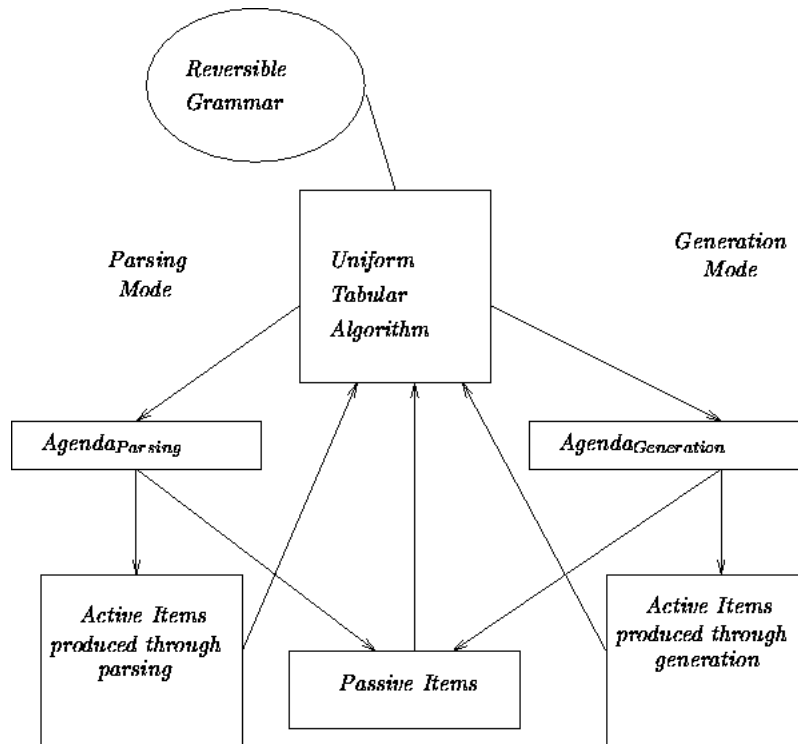 Reversible
Grammar
Parsing
Mode
Uniform
Tabular
Algorithm
Generation
Mode
Agenda_Parsing
Agenda_Generation
Active Items
produced through
parsing
Passive Items
Active Items
produced through
generation